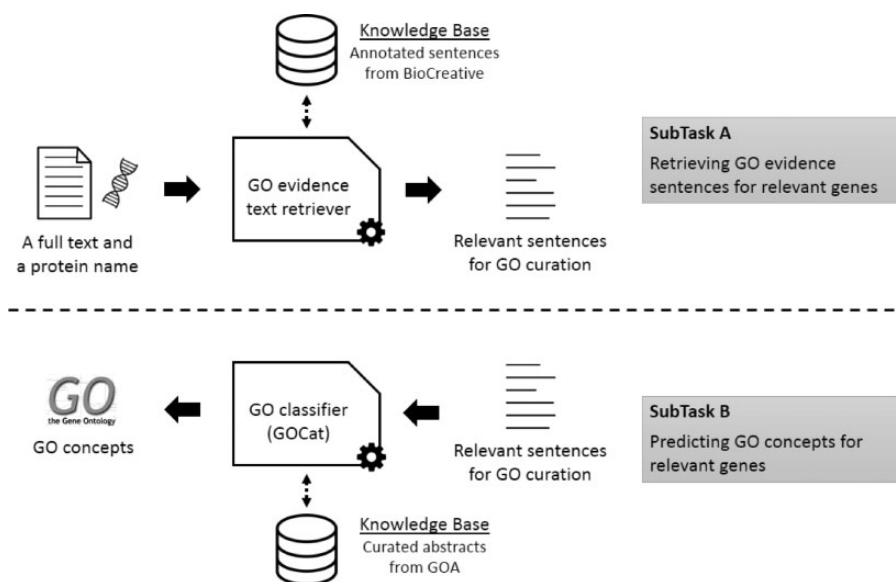 Knowledge Base
Annotated sentences
from BioCreative
A full text and
a protein name
GO evidence
text retriever
Relevant sentences
for GO curation
SubTask A
Retrieving GO evidence
sentences for relevant genes
GO
the Gene Ontology
GO concepts
GO classifier
(GOCat)
Relevant sentences
for GO curation
SubTask B
Predicting GO concepts for
relevant genes
Knowledge Base
Curated abstracts
from GOA